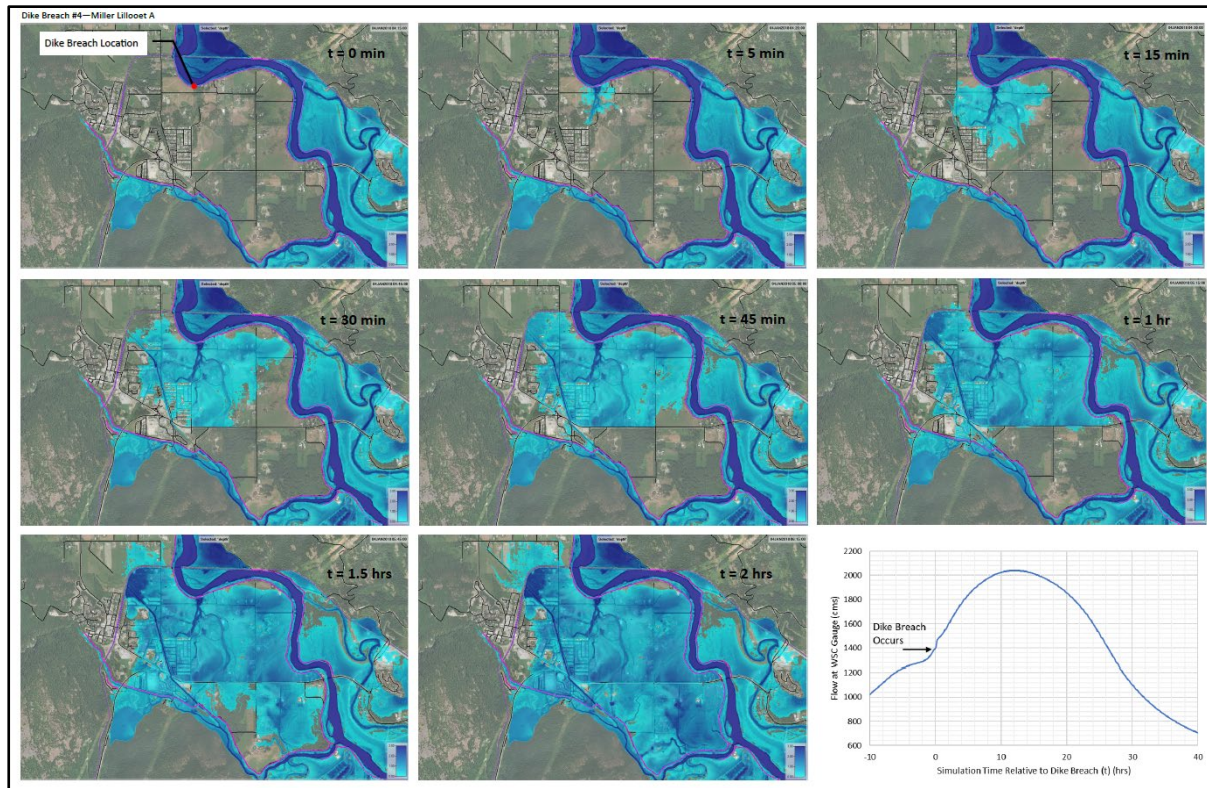 Dike Breach #4—Miller Lillooet A
Dike Breach Location
t = 0 min
t = 5 min
t = 15 min
t = 30 min
t = 45 min
t = 1 hr
t = 1.5 hrs
t = 2 hrs
2200
2000
1800
1600
1400
1200
1000
800
600
Flow at WSC Gauge (cms)
Dike Breach
Occurs
-10
0
10
20
30
40
Simulation Time Relative to Dike Breach (t) (hrs)